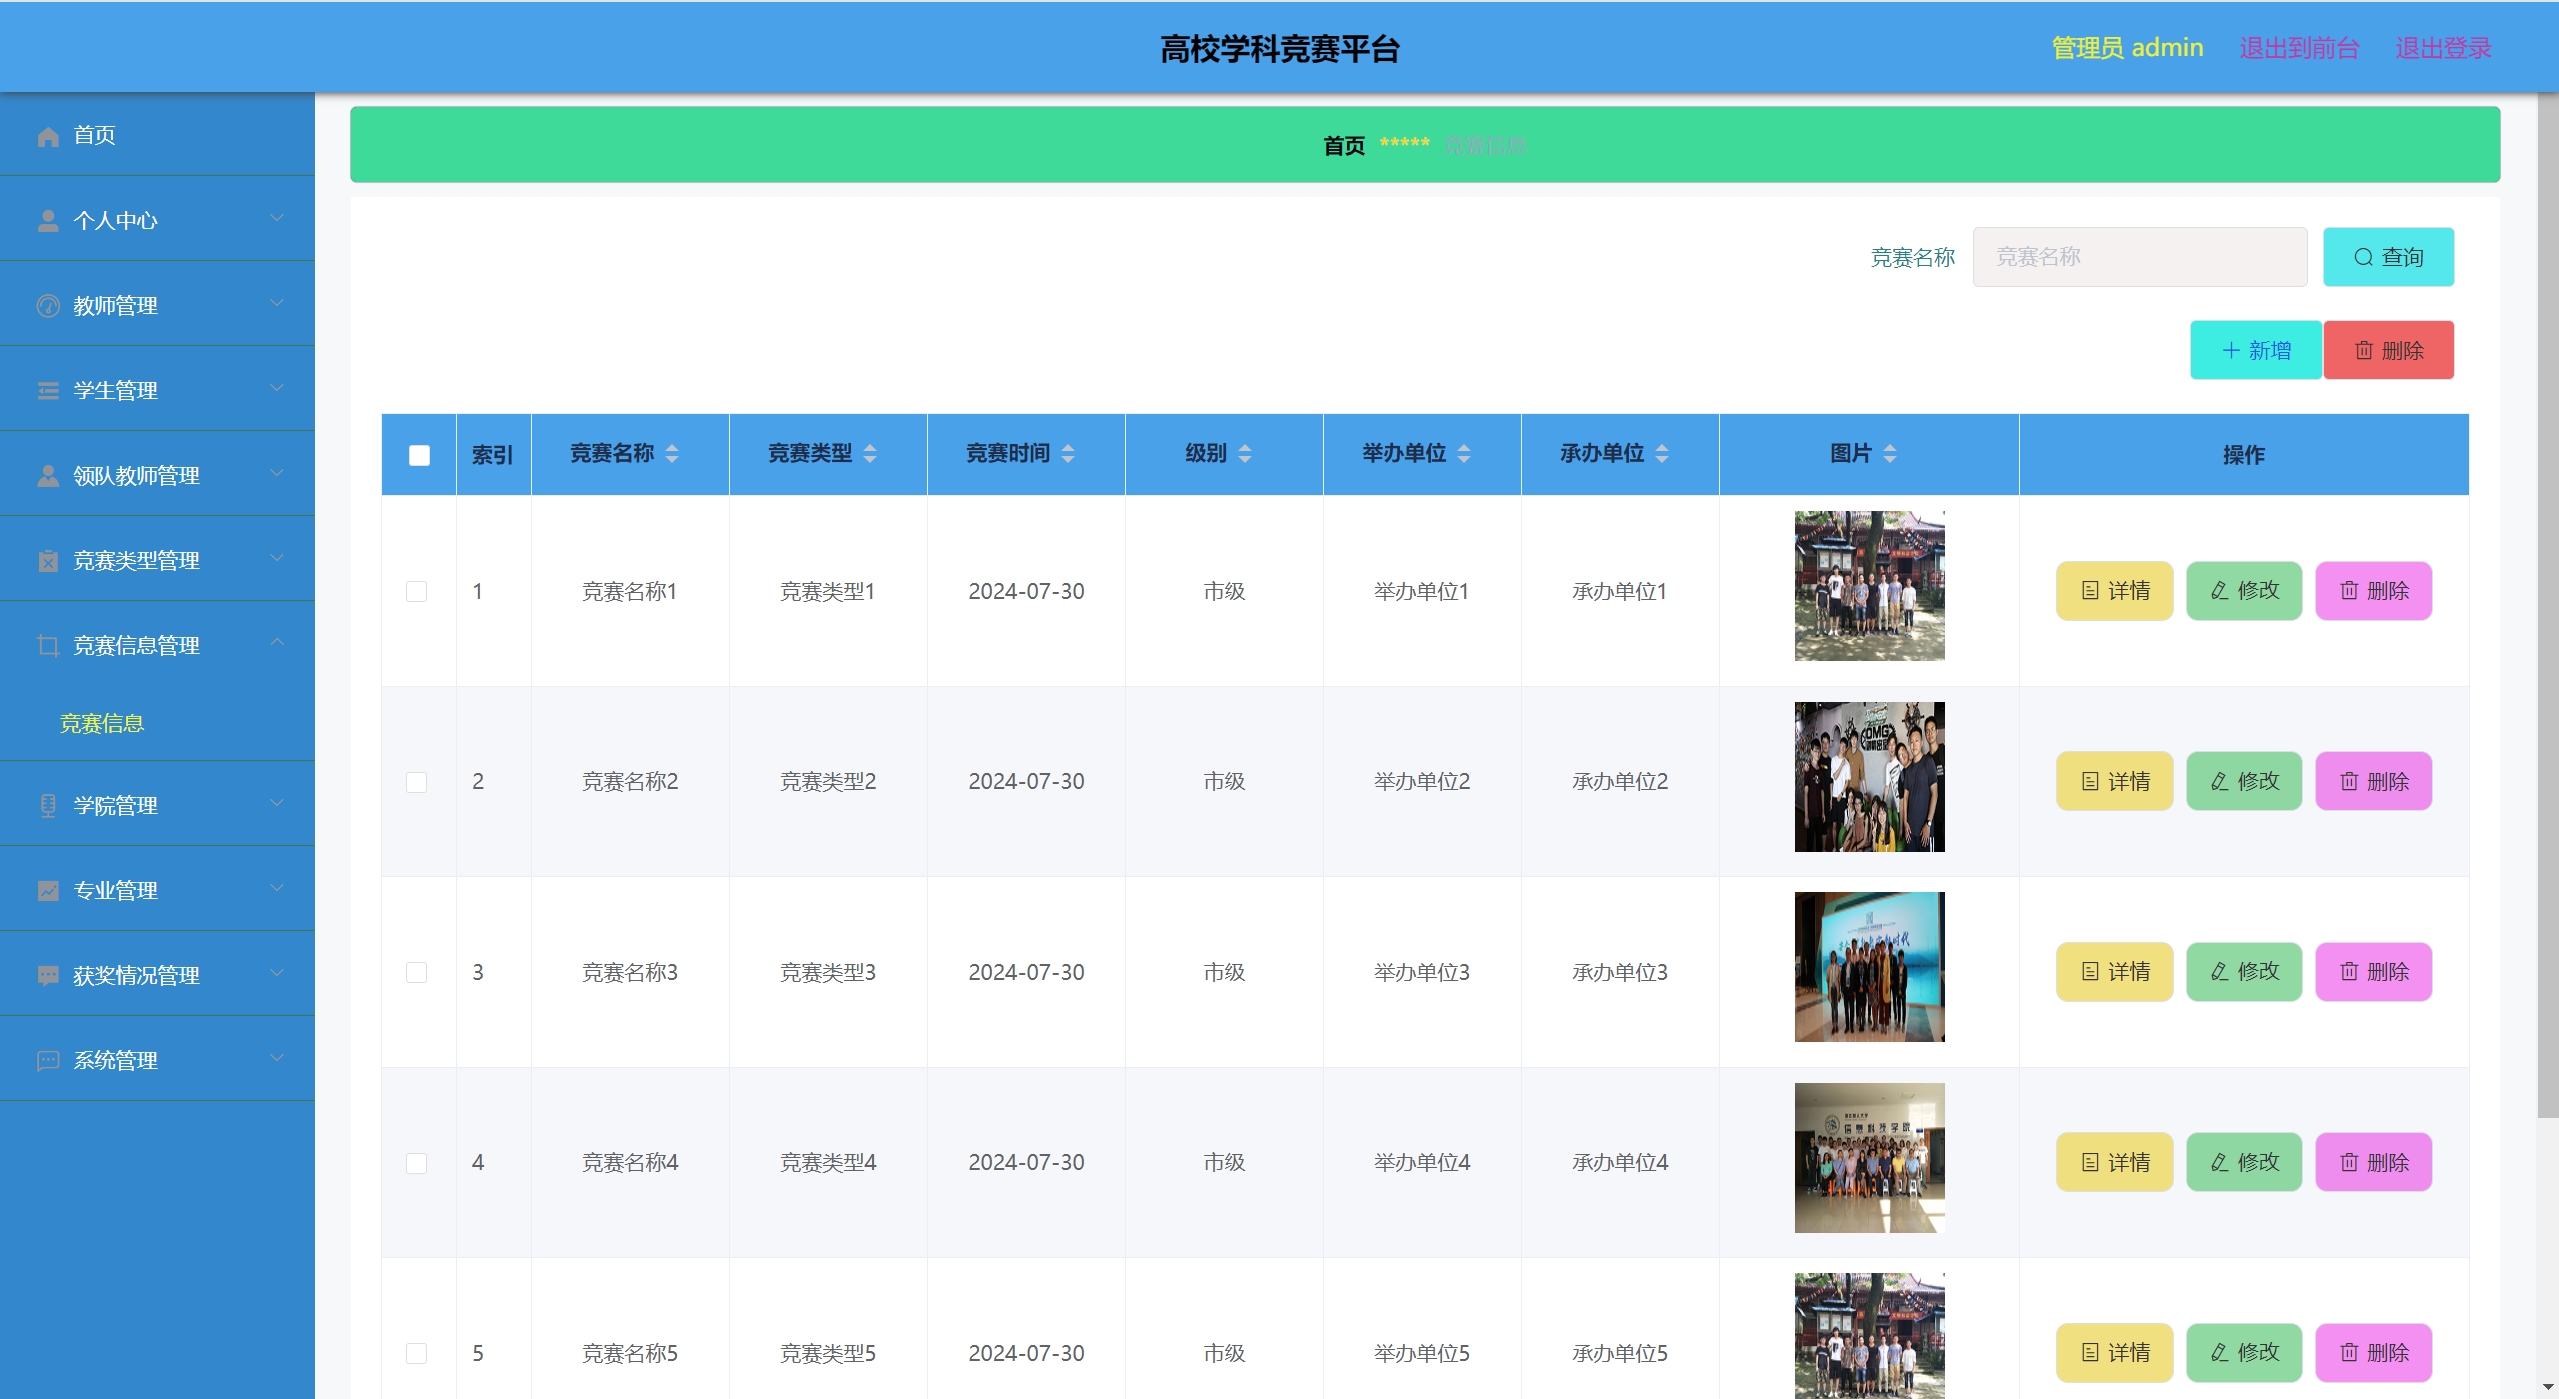 高校学科竞赛平台
管理员 admin 退出到前台 退出登录
首页
个人中心
教师管理
学生管理
领队教师管理
竞赛类型管理
竞赛信息管理
竞赛信息
学院管理
专业管理
获奖情况管理
系统管理
首页 ***** 竞赛信息
竞赛名称 竞赛名称 查询
新增 删除
索引 竞赛名称 竞赛类型 竞赛时间 级别 举办单位 承办单位 图片 操作
1 竞赛名称1 竞赛类型1 2024-07-30 市级 举办单位1 承办单位1 详情 修改 删除
2 竞赛名称2 竞赛类型2 2024-07-30 市级 举办单位2 承办单位2 OMG 详情 修改 删除
3 竞赛名称3 竞赛类型3 2024-07-30 市级 举办单位3 承办单位3 详情 修改 删除
4 竞赛名称4 竞赛类型4 2024-07-30 市级 举办单位4 承办单位4 信息科技学院 详情 修改 删除
5 竞赛名称5 竞赛类型5 2024-07-30 市级 举办单位5 承办单位5 详情 修改 删除